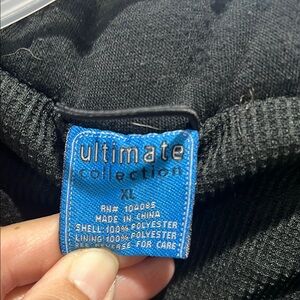 ultimate
collection
XL
RN# 104085
MADE IN CHINA
SHELL: 100% POLYESTER
LINING: 100% POLYESTER
SEE REVERSE FOR CARE